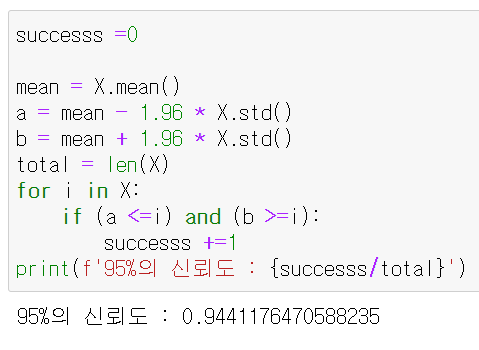 successs =0
mean = X.mean()
a = mean - 1.96 * X.std()
b = mean + 1.96 * X.std()
total = len(X)
for i in X:
    if (a <=i) and (b >=i):
        successs +=1
print(f'95%의 신뢰도 : {successs/total}')
95%의 신뢰도 : 0.9441176470588235